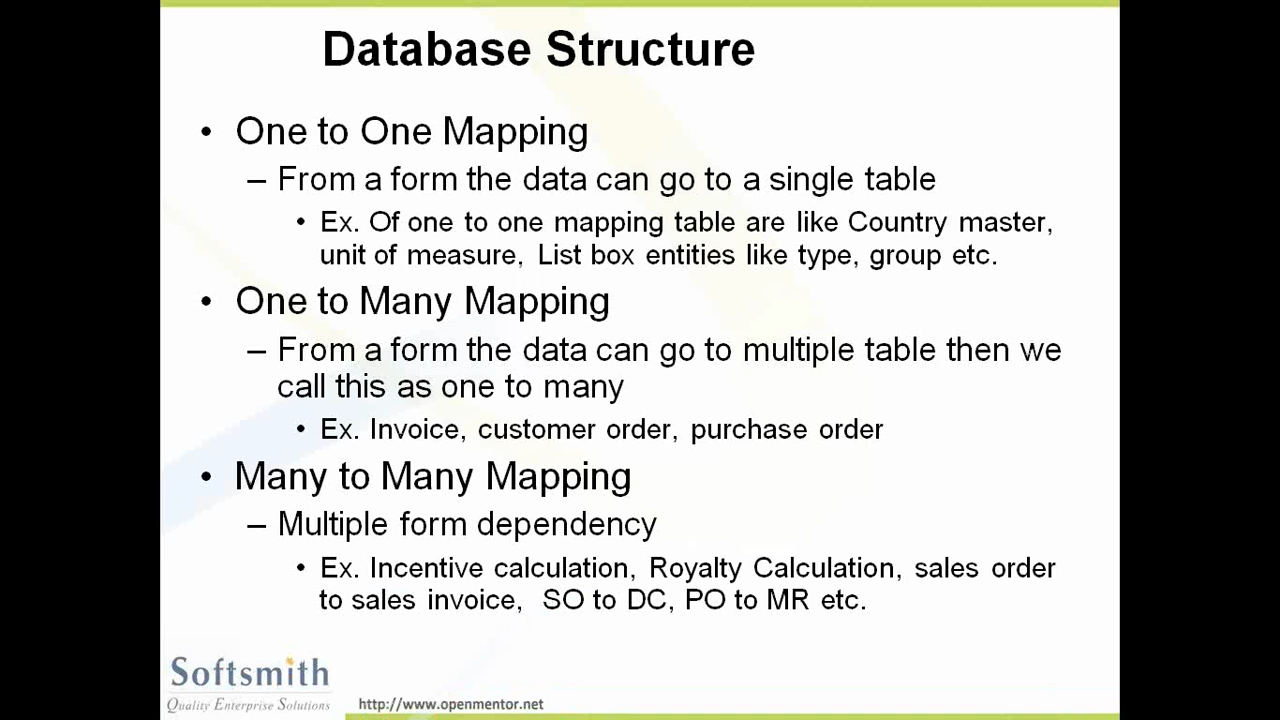 Database Structure
• One to One Mapping
– From a form the data can go to a single table
• Ex. Of one to one mapping table are like Country master,
unit of measure, List box entities like type, group etc.
• One to Many Mapping
– From a form the data can go to multiple table then we
call this as one to many
• Ex. Invoice, customer order, purchase order
• Many to Many Mapping
– Multiple form dependency
• Ex. Incentive calculation, Royalty Calculation, sales order
to sales invoice, SO to DC, PO to MR etc.
Softsmith
Quality Enterprise Solutions
http://www.openmentor.net